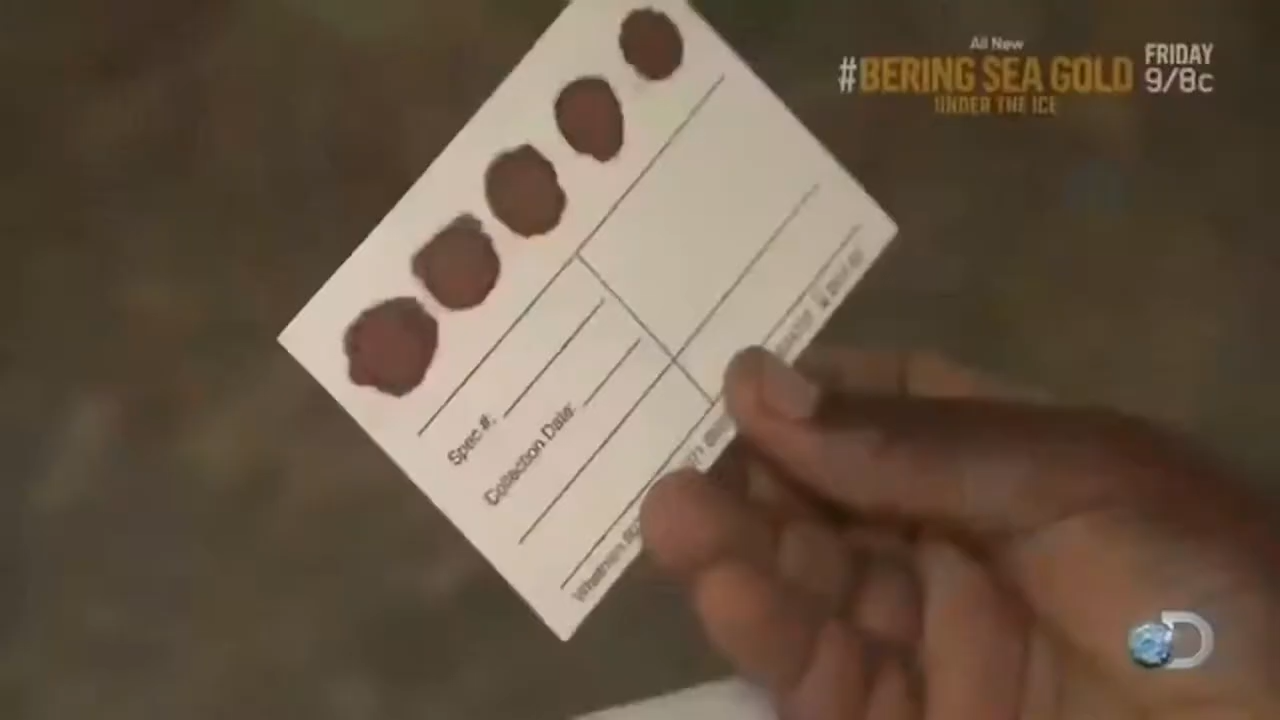 All New
#BERING SEA GOLD
UNDER THE ICE
FRIDAY
9/8c
Spec #:
Collection Date:
D